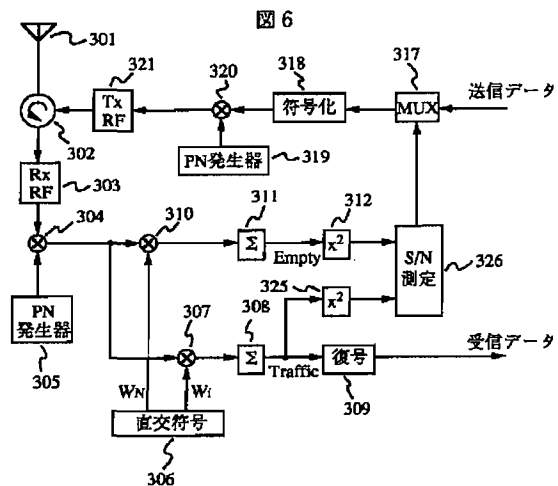 図 6
301
321
320
318
317
Tx
RF
符号化
MUX
送信データ
302
PN発生器
319
Rx
RF
303
304
310
311
312
Σ
Empty
x²
S/N
測定
326
PN
発生器
305
307
308
325
x²
Σ
Traffic
復号
309
受信データ
W_N
W_i
直交符号
306